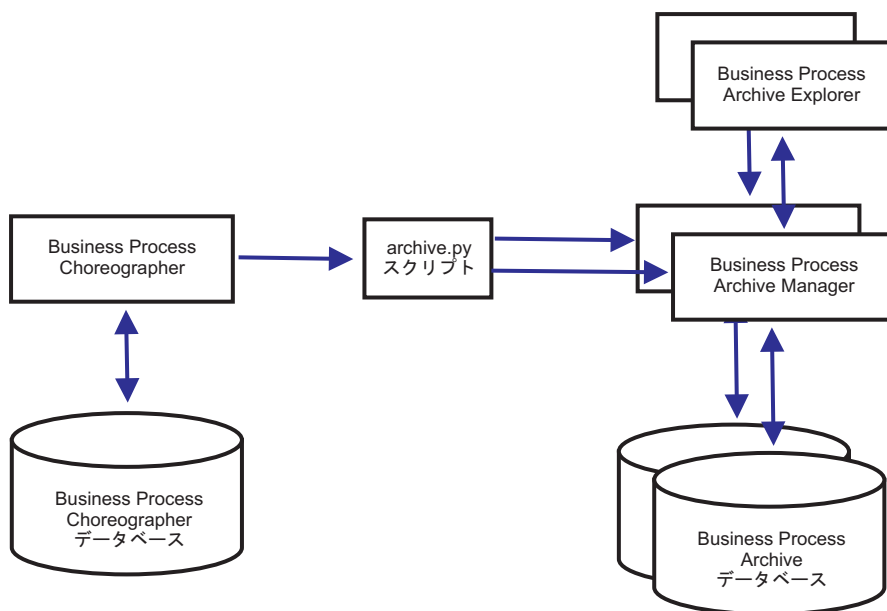 Business Process
Archive Explorer
Business Process
Choreographer
archive.py
スクリプト
Business Process
Archive Manager
Business Process
Choreographer
データベース
Business Process
Archive
データベース